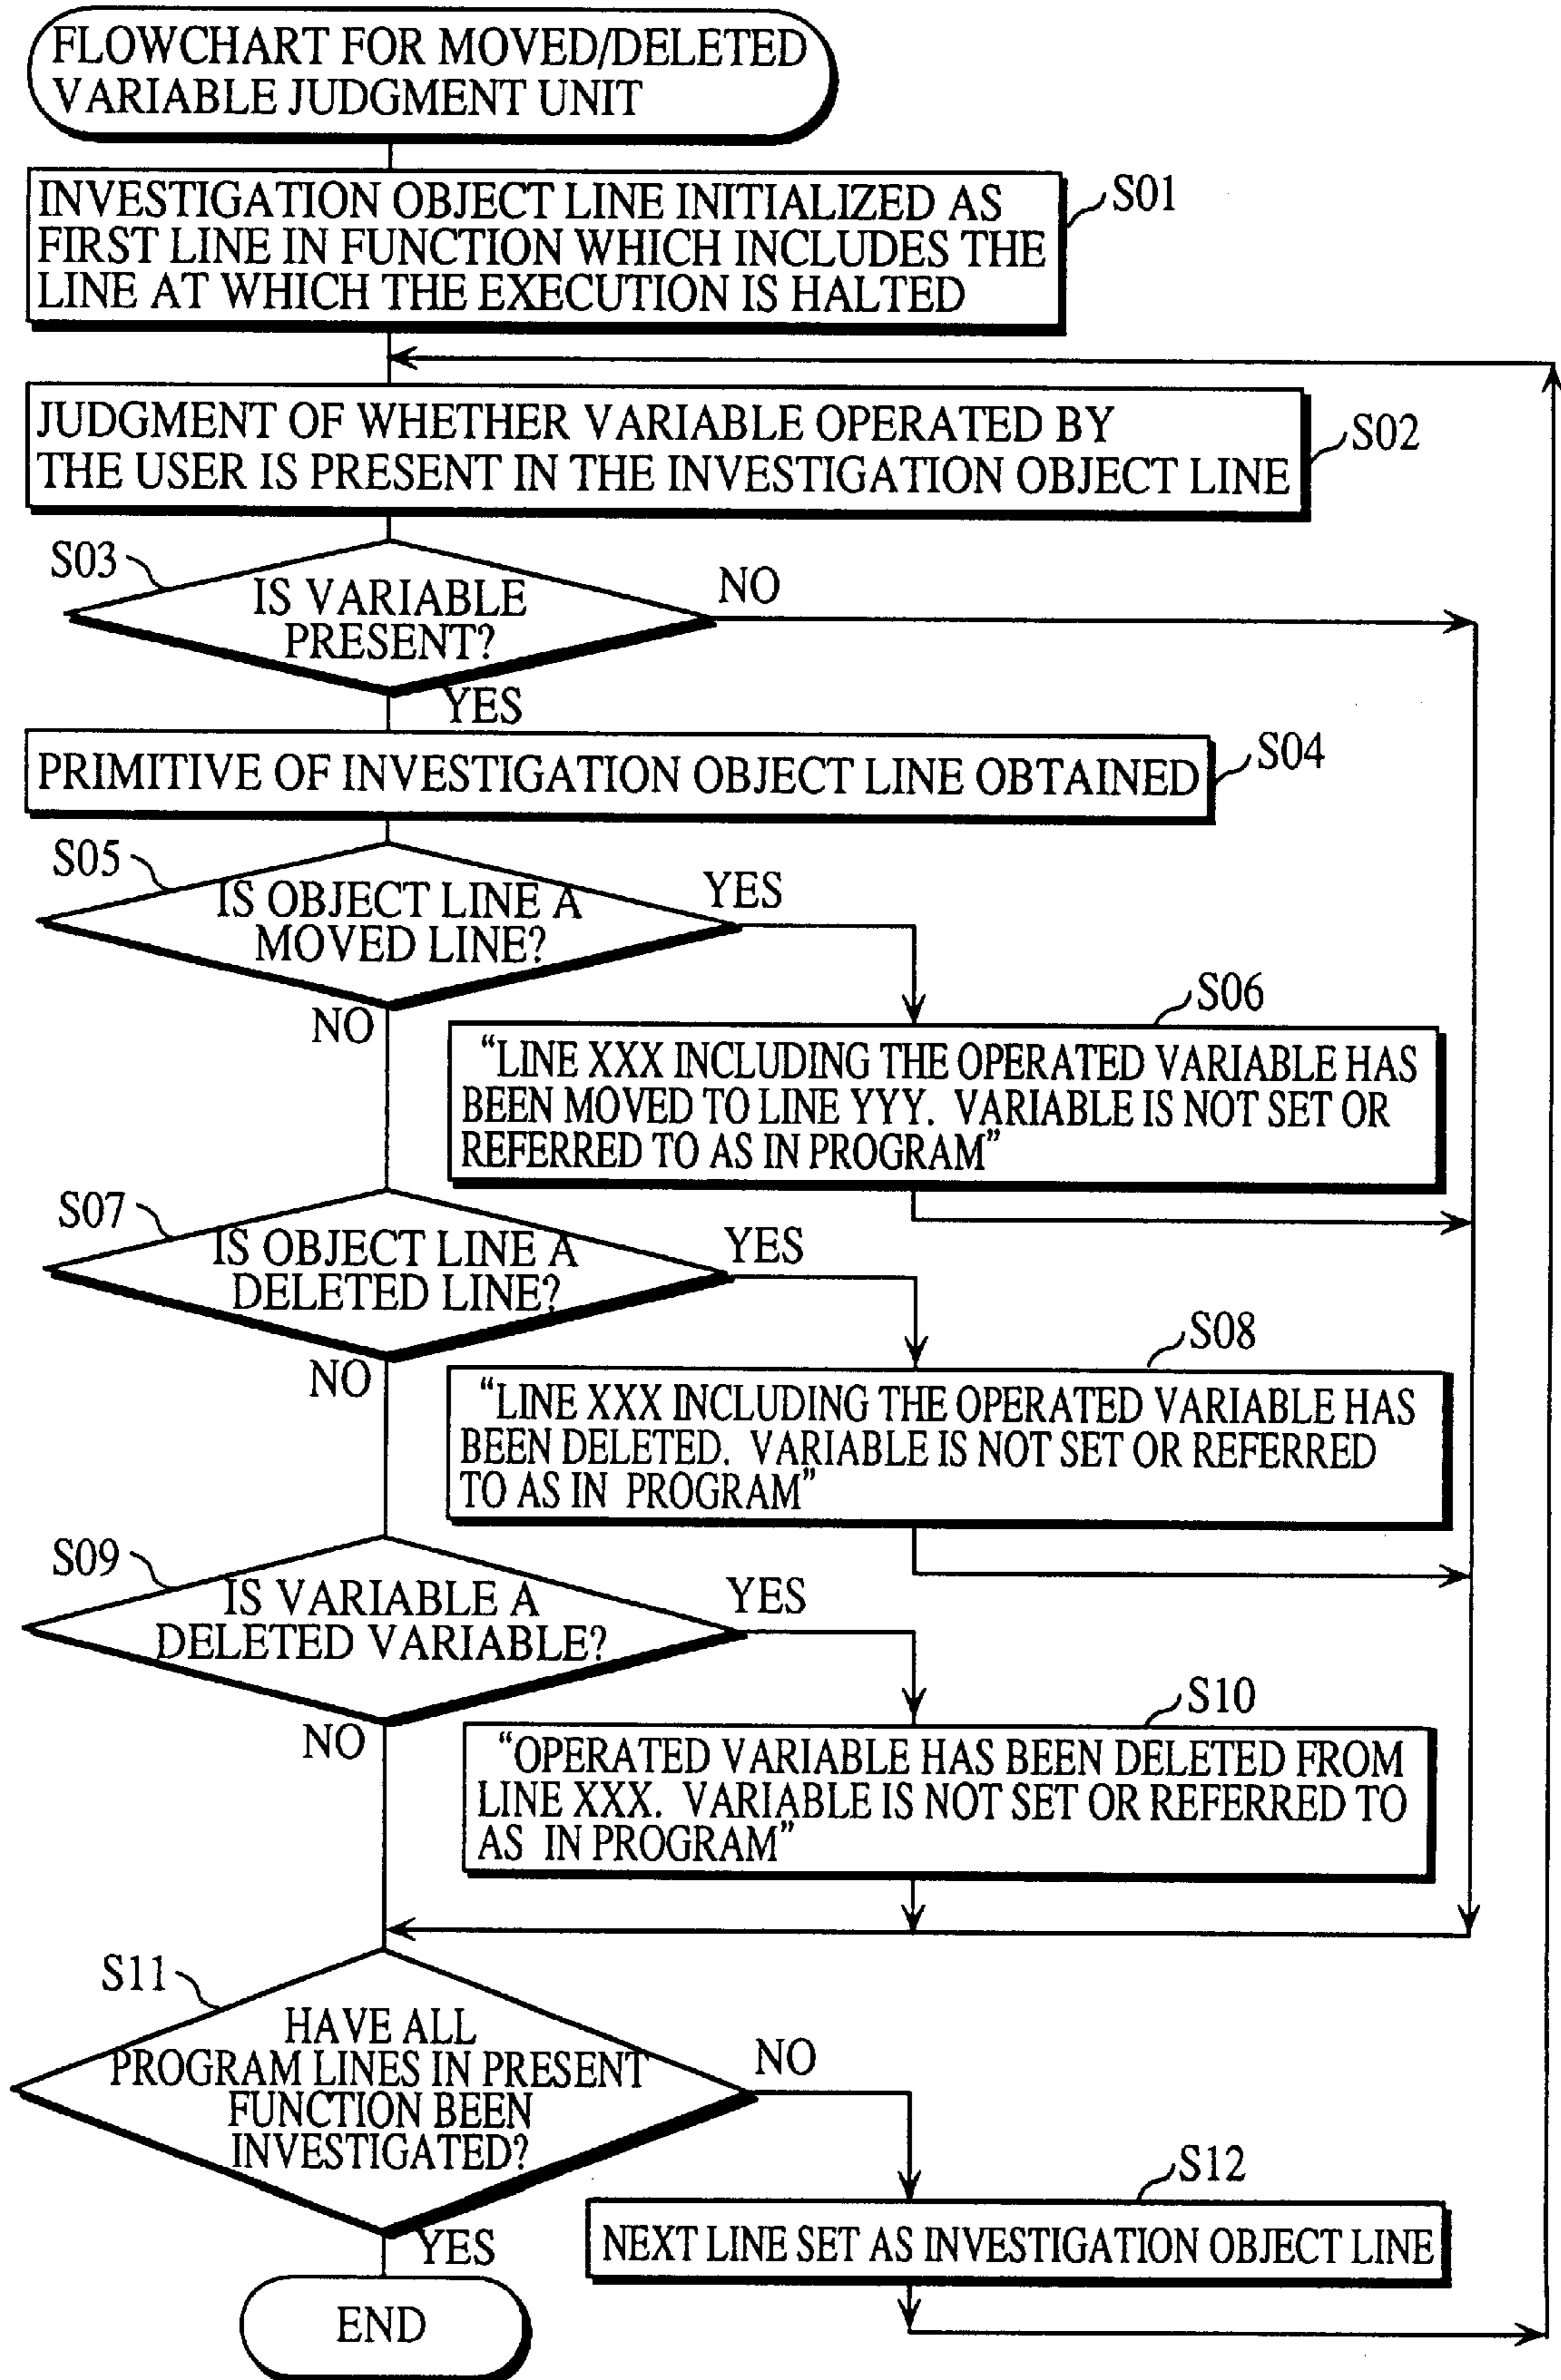 FLOWCHART FOR MOVED/DELETED
VARIABLE JUDGMENT UNIT
INVESTIGATION OBJECT LINE INITIALIZED AS
FIRST LINE IN FUNCTION WHICH INCLUDES THE
LINE AT WHICH THE EXECUTION IS HALTED
S01
JUDGMENT OF WHETHER VARIABLE OPERATED BY
THE USER IS PRESENT IN THE INVESTIGATION OBJECT LINE
S02
S03
IS VARIABLE
PRESENT?
NO
YES
PRIMITIVE OF INVESTIGATION OBJECT LINE OBTAINED
S04
S05
IS OBJECT LINE A
MOVED LINE?
YES
NO
S06
“LINE XXX INCLUDING THE OPERATED VARIABLE HAS
BEEN MOVED TO LINE YYY. VARIABLE IS NOT SET OR
REFERRED TO AS IN PROGRAM”
S07
IS OBJECT LINE A
DELETED LINE?
YES
NO
S08
“LINE XXX INCLUDING THE OPERATED VARIABLE HAS
BEEN DELETED. VARIABLE IS NOT SET OR REFERRED
TO AS IN PROGRAM”
S09
IS VARIABLE A
DELETED VARIABLE?
YES
NO
S10
“OPERATED VARIABLE HAS BEEN DELETED FROM
LINE XXX. VARIABLE IS NOT SET OR REFERRED TO
AS IN PROGRAM”
S11
HAVE ALL
PROGRAM LINES IN PRESENT
FUNCTION BEEN
INVESTIGATED?
NO
YES
S12
NEXT LINE SET AS INVESTIGATION OBJECT LINE
END